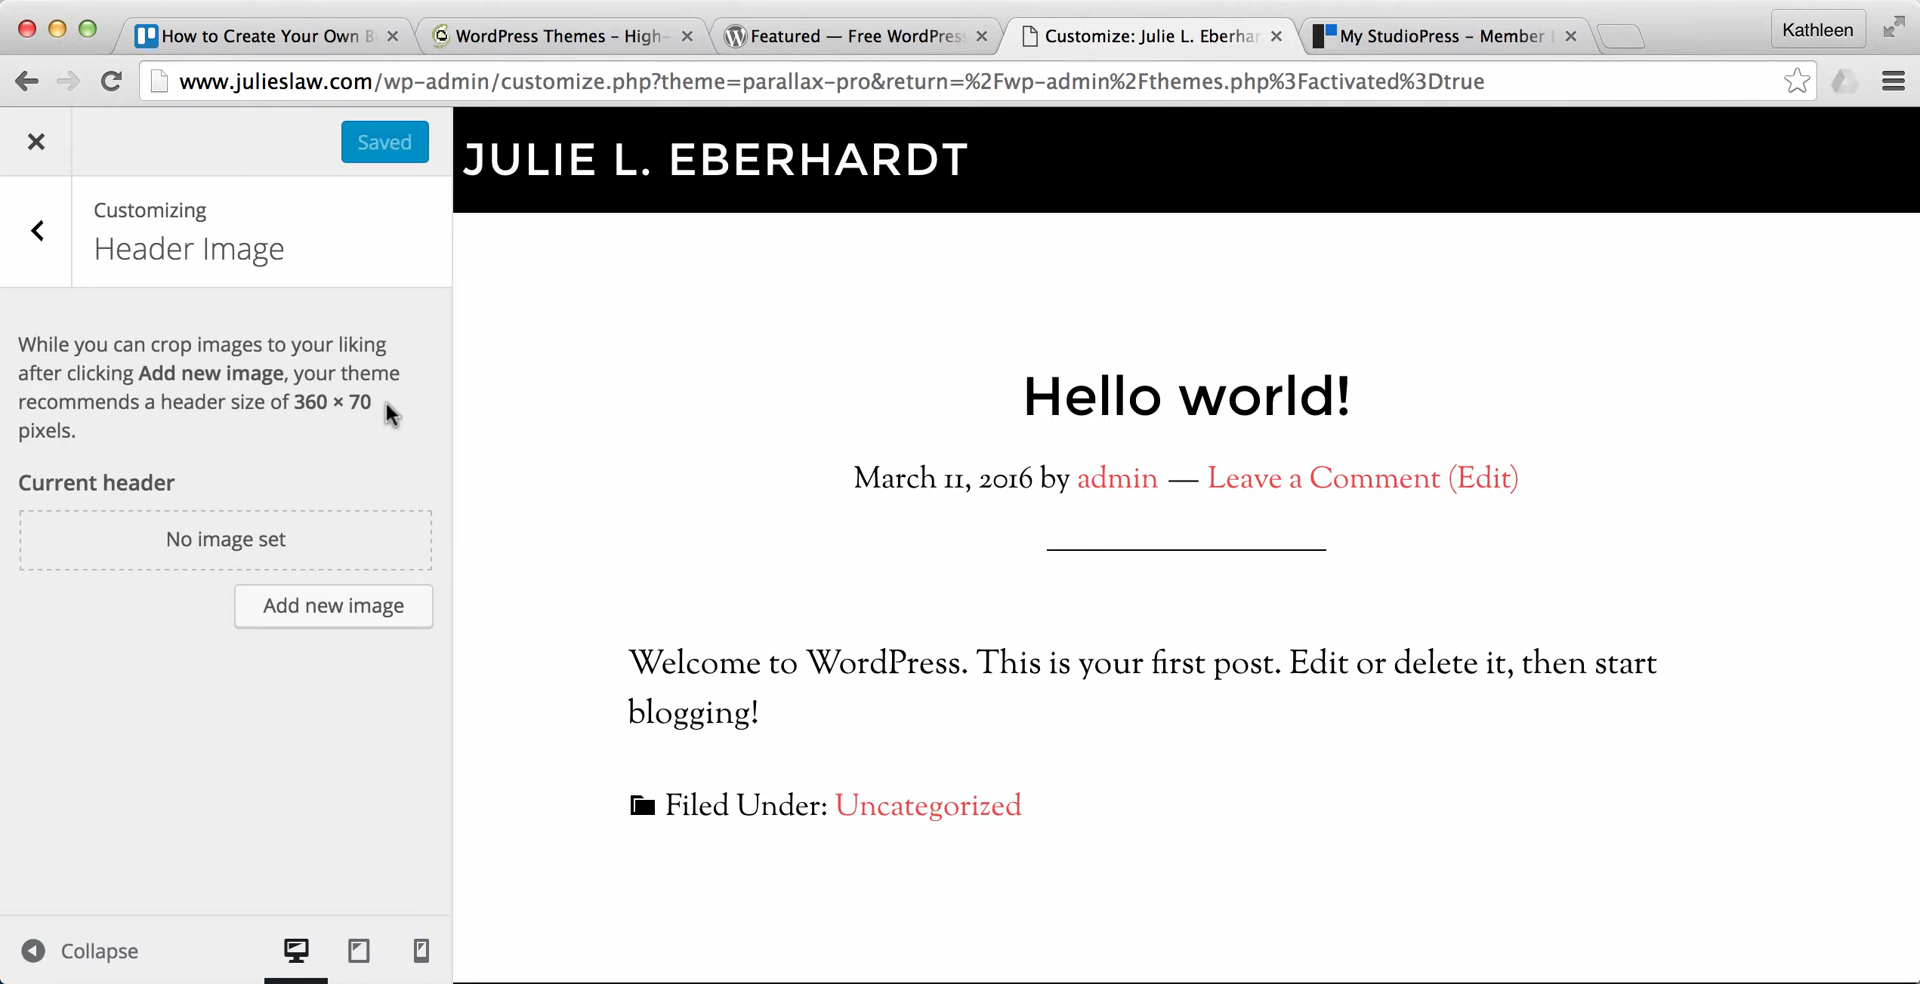 How to Create Your Own B
WordPress Themes – High-
Featured — Free WordPress
Customize: Julie L. Eberhar
My StudioPress – Member
Kathleen
www.julieslaw.com/wp-admin/customize.php?theme=parallax-pro&return=%2Fwp-admin%2Fthemes.php%3Factivated%3Dtrue
Saved
Customizing
Header Image
While you can crop images to your liking
after clicking Add new image, your theme
recommends a header size of 360 × 70
pixels.
Current header
No image set
Add new image
Collapse
JULIE L. EBERHARDT
Hello world!
March 11, 2016 by admin — Leave a Comment (Edit)
Welcome to WordPress. This is your first post. Edit or delete it, then start
blogging!
Filed Under: Uncategorized